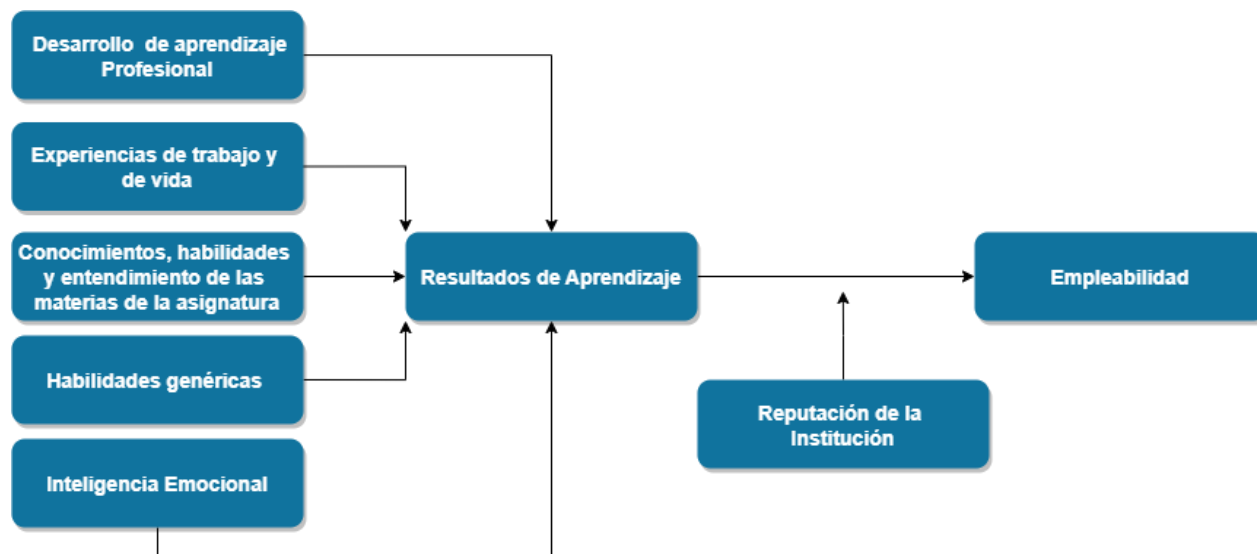 Desarrollo de aprendizaje
Profesional
Experiencias de trabajo y
de vida
Conocimientos, habilidades
y entendimiento de las
materias de la asignatura
Habilidades genéricas
Inteligencia Emocional
Resultados de Aprendizaje
Reputación de la
Institución
Empleabilidad